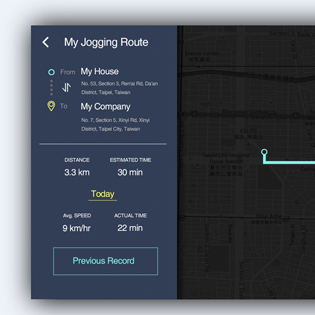 My Jogging Route
From My House
No. 53, Section 3, Renai Rd, Da'an
District, Taipei, Taiwan
To My Company
No. 7, Section 5, Xinyi Rd, Xinyi
District, Taipei City, Taiwan
DISTANCE ESTIMATED TIME
3.3 km 30 min
Today
Avg. SPEED ACTUAL TIME
9 km/hr 22 min
Previous Record